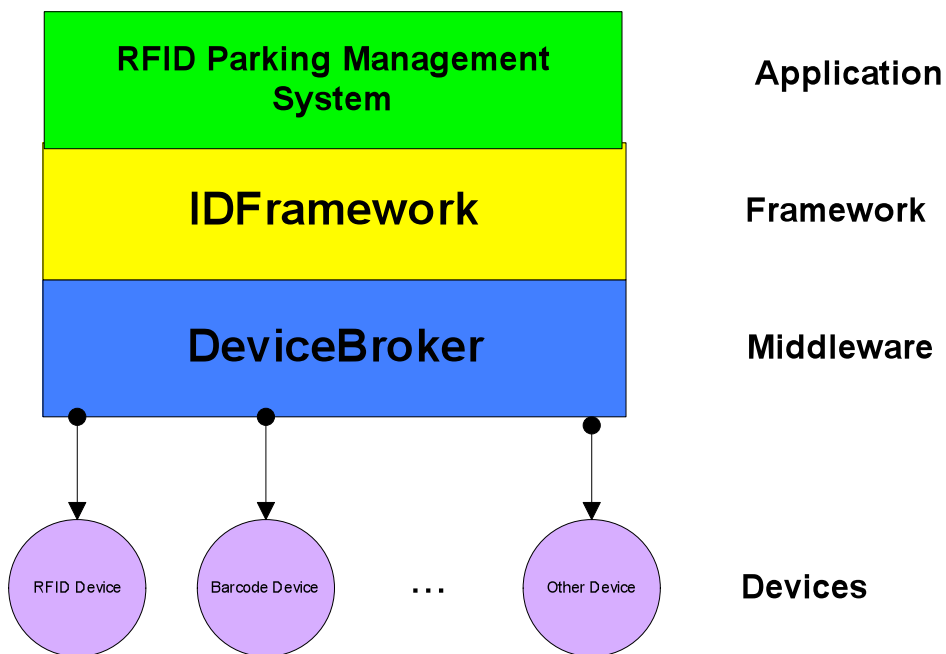 RFID Parking Management
System
Application
IDFramework
Framework
DeviceBroker
Middleware
RFID Device
Barcode Device
...
Other Device
Devices